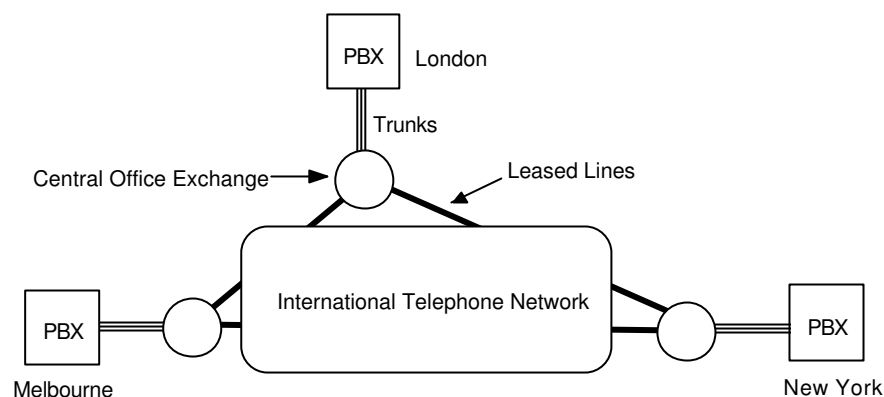 PBX
London
Trunks
Central Office Exchange
Leased Lines
International Telephone Network
PBX
PBX
Melbourne
New York